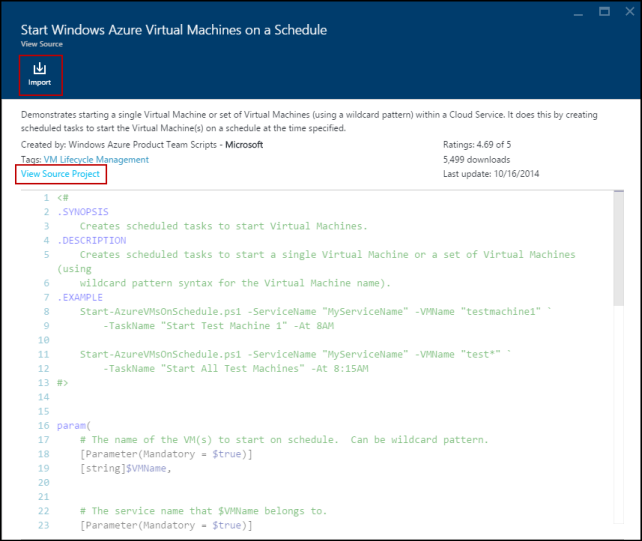 Start Windows Azure Virtual Machines on a Schedule
View Source
Import
Demonstrates starting a single Virtual Machine or set of Virtual Machines (using a wildcard pattern) within a Cloud Service. It does this by creating
scheduled tasks to start the Virtual Machine(s) on a schedule at the time specified.
Created by: Windows Azure Product Team Scripts - Microsoft
Ratings: 4.69 of 5
Tags: VM Lifecycle Management
5,499 downloads
View Source Project
Last update: 10/16/2014
1 <#
2 .SYNOPSIS
3     Creates scheduled tasks to start Virtual Machines.
4 .DESCRIPTION
5     Creates scheduled tasks to start a single Virtual Machine or a set of Virtual Machines
(using
6     wildcard pattern syntax for the Virtual Machine name).
7 .EXAMPLE
8     Start-AzureVMsOnSchedule.ps1 -ServiceName "MyServiceName" -VMName "testmachine1" `
9         -TaskName "Start Test Machine 1" -At 8AM
10
11     Start-AzureVMsOnSchedule.ps1 -ServiceName "MyServiceName" -VMName "test*" `
12         -TaskName "Start All Test Machines" -At 8:15AM
13 #>
14
15
16 param(
17     # The name of the VM(s) to start on schedule.  Can be wildcard pattern.
18     [Parameter(Mandatory = $true)]
19     [string]$VMName,
20
21
22     # The service name that $VMName belongs to.
23     [Parameter(Mandatory = $true)]